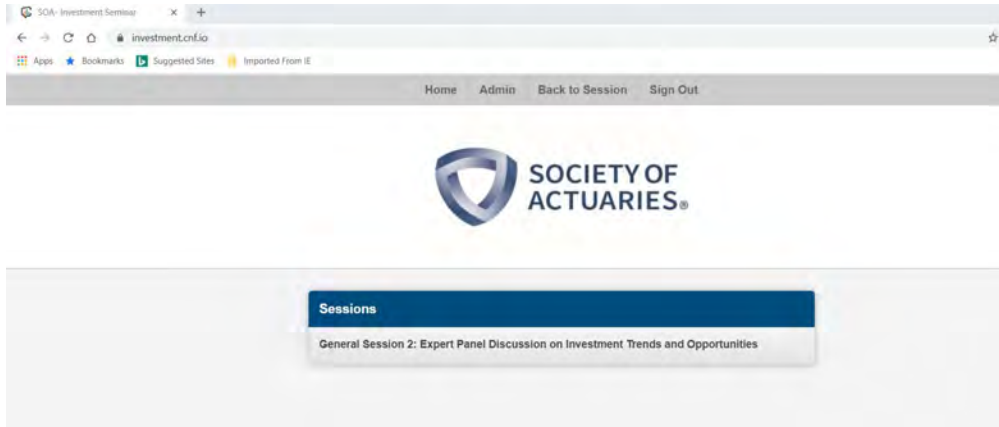 SOA- Investment Seminar × +
investment.cnf.io
Apps Bookmarks Suggested Sites Imported From IE
Home Admin Back to Session Sign Out
SOCIETY OF
ACTUARIES®
Sessions
General Session 2: Expert Panel Discussion on Investment Trends and Opportunities